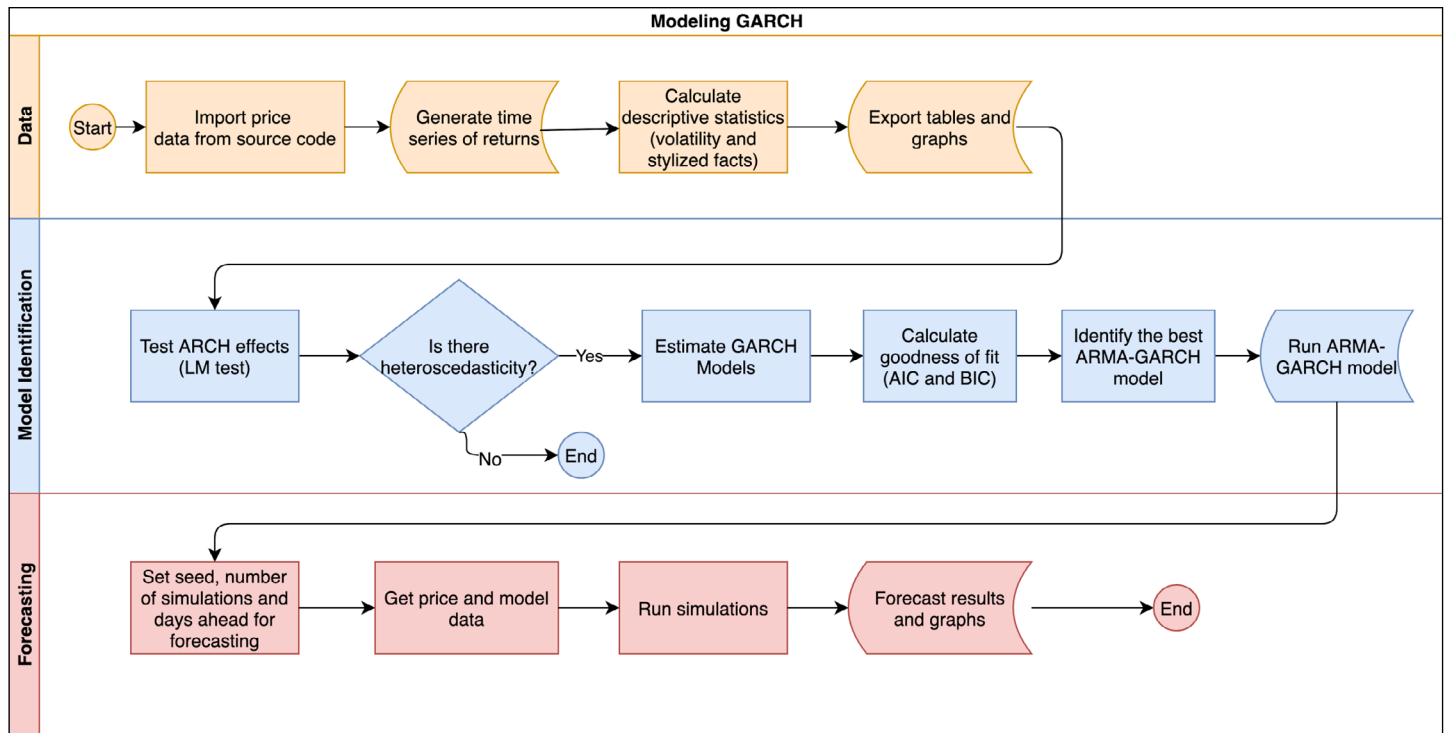 Modeling GARCH
Data
Start
Import price
data from source code
Generate time
series of returns
Calculate
descriptive statistics
(volatility and
stylized facts)
Export tables and
graphs
Model Identification
Test ARCH effects
(LM test)
Is there
heteroscedasticity?
Yes
No
End
Estimate GARCH
Models
Calculate
goodness of fit
(AIC and BIC)
Identify the best
ARMA-GARCH
model
Run ARMA-
GARCH model
Forecasting
Set seed, number
of simulations and
days ahead for
forecasting
Get price and model
data
Run simulations
Forecast results
and graphs
End